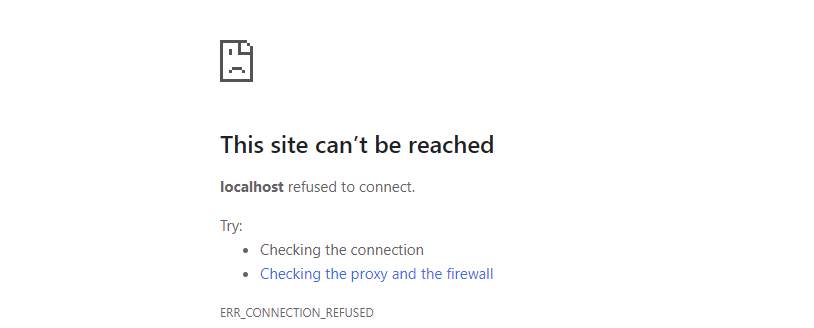 This site can’t be reached
localhost refused to connect.
Try:
• Checking the connection
• Checking the proxy and the firewall
ERR_CONNECTION_REFUSED